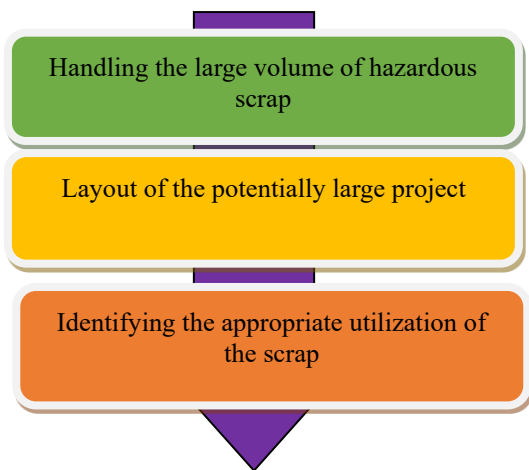 Handling the large volume of hazardous
scrap
Layout of the potentially large project
Identifying the appropriate utilization of
the scrap